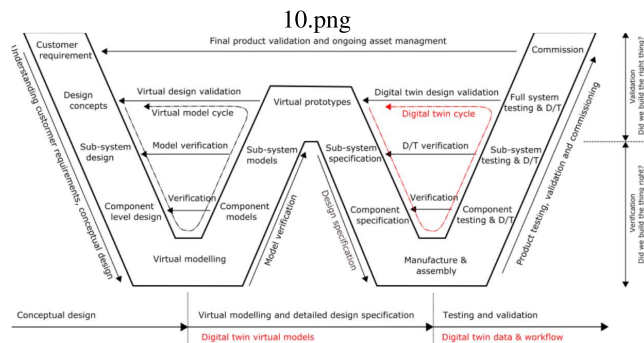 10.png
Customer
requirement
Final product validation and ongoing asset managment
Commission
Design
concepts
Virtual design validation
Virtual model cycle
Virtual prototypes
Digital twin design validation
Digital twin cycle
Full system
testing & D/T
Sub-system
design
Model verification
Sub-system
models
Sub-system
specification
D/T verification
Sub-system
testing & D/T
Component
level design
Verification
Component
models
Component
specification
Verification
Component
testing & D/T
Virtual modelling
Manufacture &
assembly
Understanding custormer requirements, conceptual design
Model verification
Design specification
Product testing, validation and commissioning
Validation
Did we build the right thing?
Verification
Did we build the thing right?
Conceptual design
Virtual modelling and detailed design specification
Testing and validation
Digital twin virtual models
Digital twin data & workflow